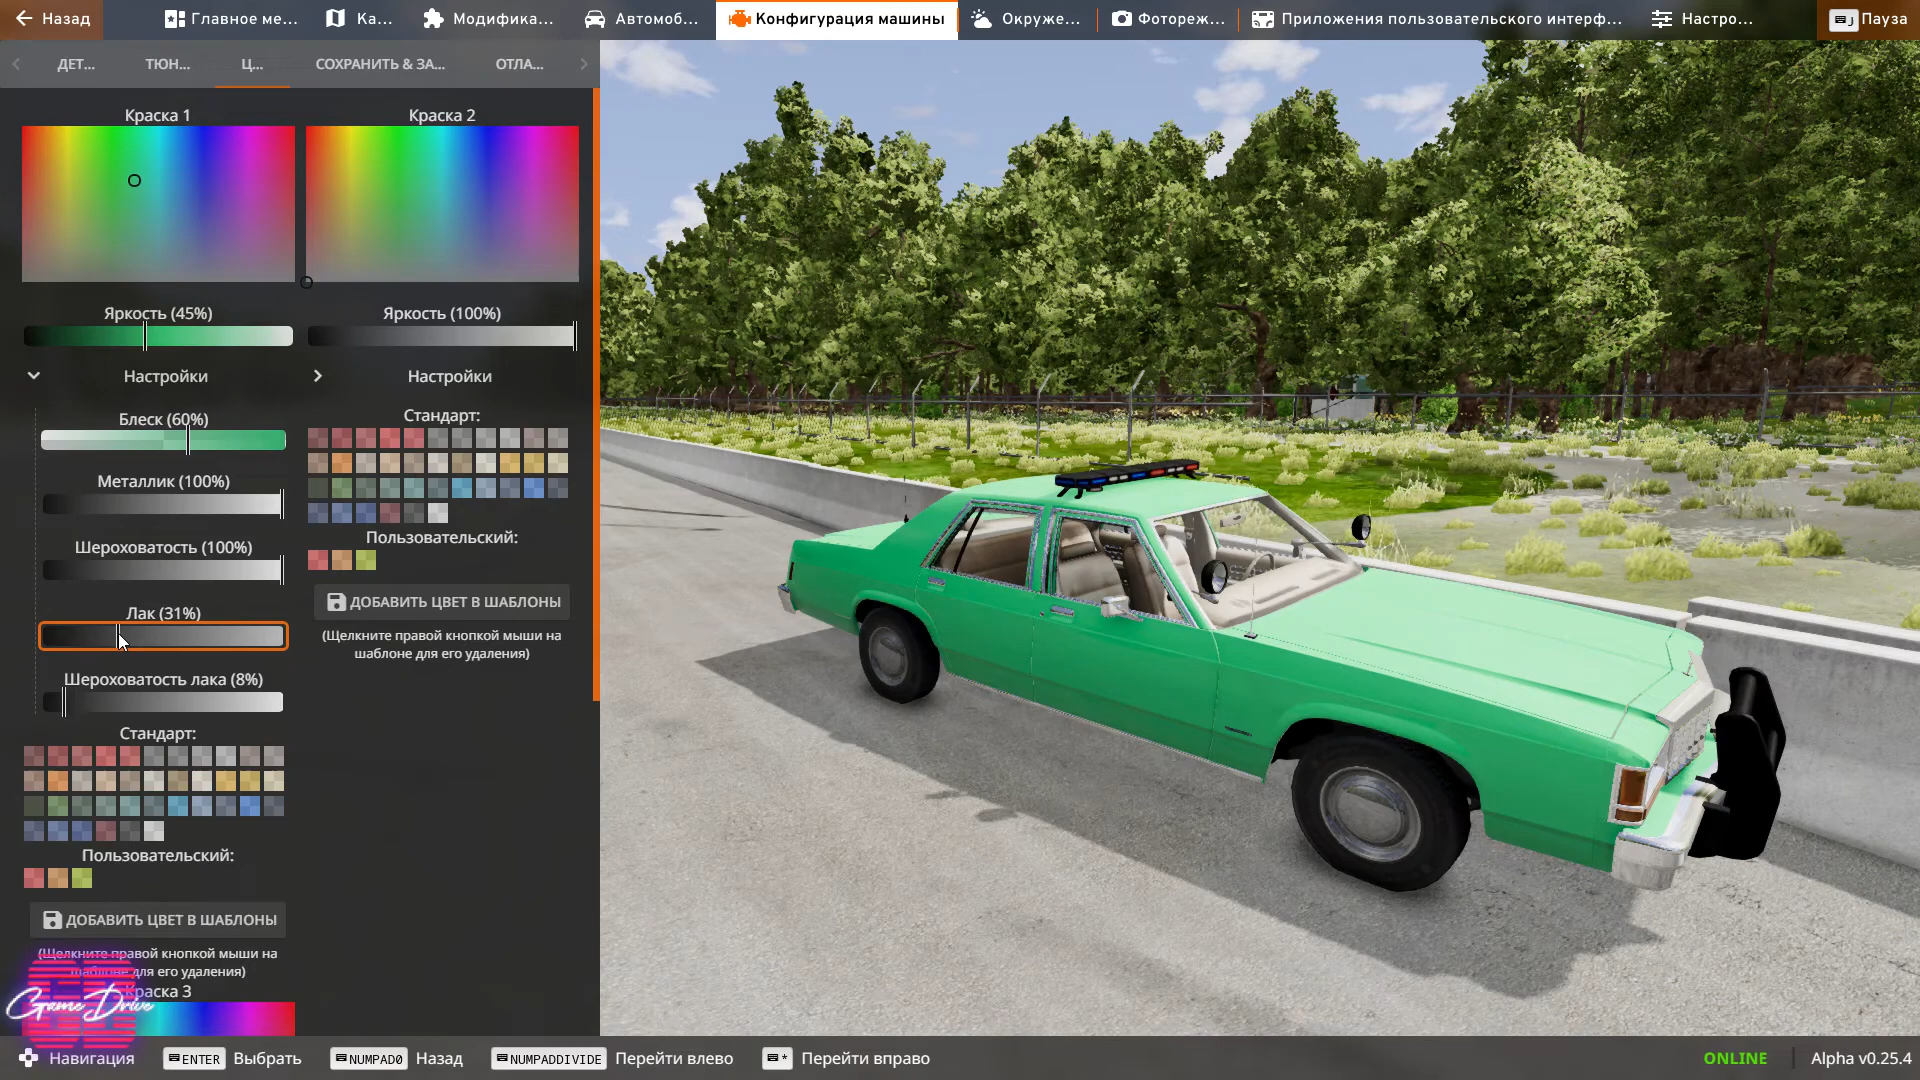 Назад
Главное ме...
Ка...
Модифика...
Автомоб...
Конфигурация машины
Окруже...
Фотореж...
Приложения пользовательского интерф...
Настро...
J Пауза
ДЕТ...
ТЮН...
Ц...
СОХРАНИТЬ & ЗА...
ОТЛА...
Краска 1
Краска 2
Яркость (45%)
Яркость (100%)
Настройки
Настройки
Блеск (60%)
Металлик (100%)
Шероховатость (100%)
Лак (31%)
Шероховатость лака (8%)
Стандарт:
Пользовательский:
ДОБАВИТЬ ЦВЕТ В ШАБЛОНЫ
(Щелкните правой кнопкой мыши на
шаблоне для его удаления)
Стандарт:
Пользовательский:
ДОБАВИТЬ ЦВЕТ В ШАБЛОНЫ
(Щелкните правой кнопкой мыши на
шаблоне для его удаления)
Краска 3
GameDrive
Навигация
ENTER Выбрать
NUMPAD0 Назад
NUMPADDIVIDE Перейти влево
* Перейти вправо
ONLINE
Alpha v0.25.4